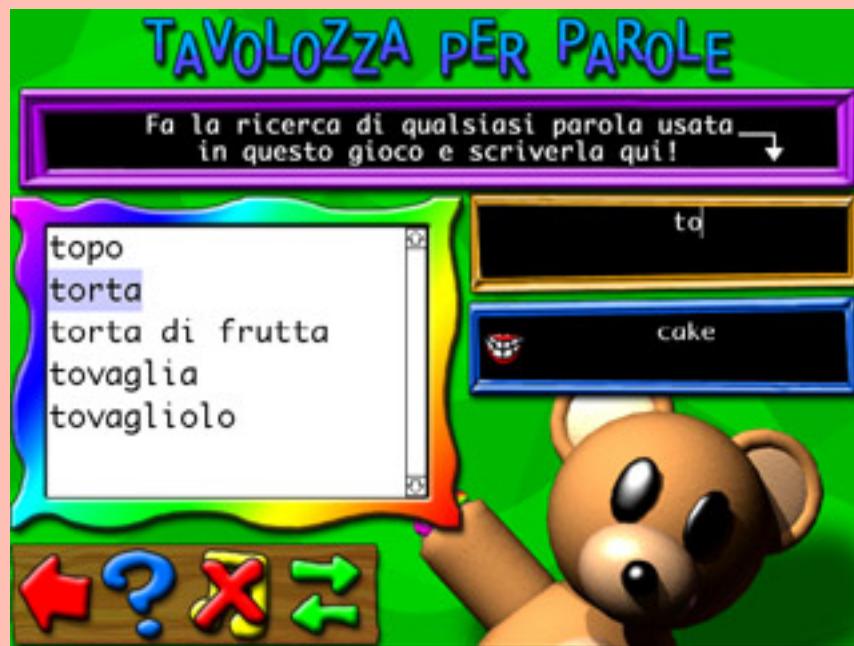 TAVOLOZZA PER PAROLE
Fa la ricerca di qualsiasi parola usata
in questo gioco e scriverla qui!
to
topo
torta
torta di frutta
tovaglia
tovagliolo
cake